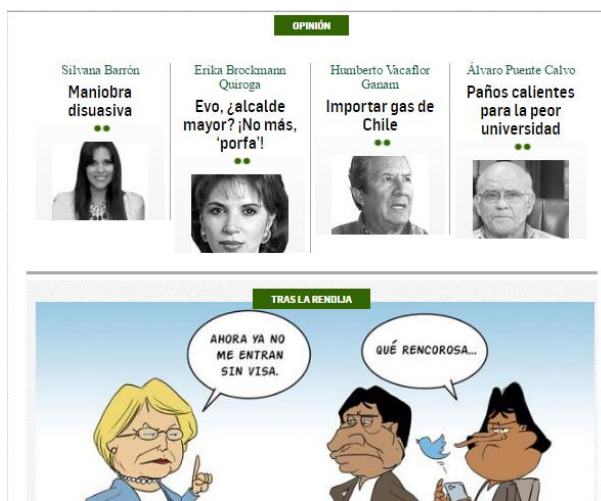 OPINIÓN
Silvana Barrón
Maniobra
disuasiva
Erika Brockmann
Quiroga
Evo, ¿alcalde
mayor? ¡No más,
‘porfa’!
Humberto Vacaflor
Ganam
Importar gas de
Chile
Álvaro Puente Calvo
Paños calientes
para la peor
universidad
TRAS LA RENDIJA
AHORA YA NO
ME ENTRAN
SIN VISA.
QUÉ RENCOROSA...